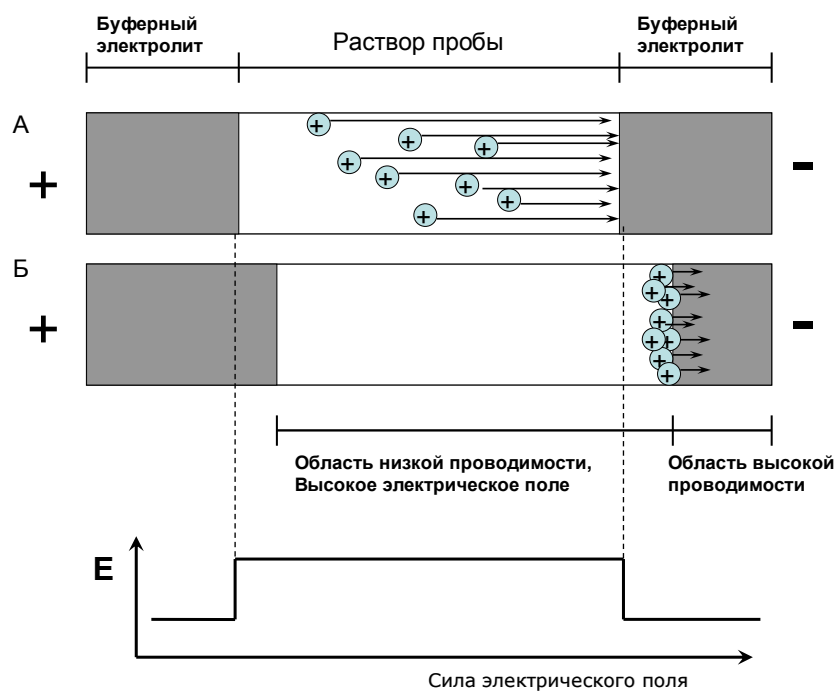 Буферный
электролит
Раствор пробы
Буферный
электролит
А
+ -
+ + + + + + + +
Б
+ -
+ + + + + + + +
Область низкой проводимости,
Высокое электрическое поле
Область высокой
проводимости
E
Сила электрического поля